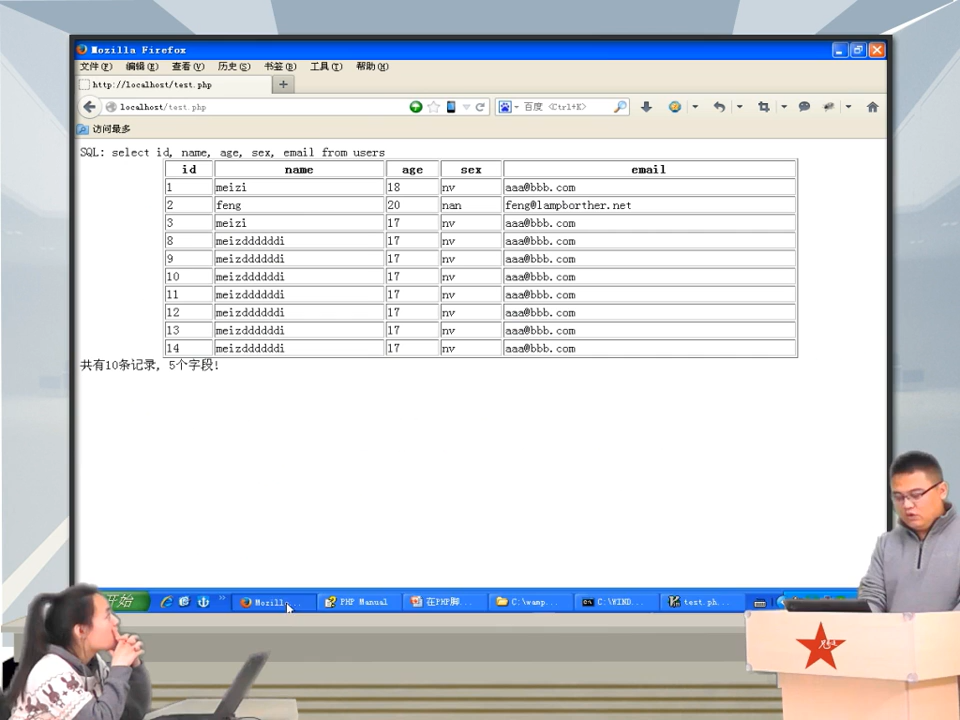 Mozilla Firefox
文件(F) 编辑(E) 查看(V) 历史(S) 书签(B) 工具(T) 帮助(H)
http://localhost/test.php
localhost/test.php 百度 <Ctrl+K>
访问最多
SQL: select id, name, age, sex, email from users
id name age sex email
1 meizi 18 nv aaa@bbb.com
2 feng 20 nan feng@lampborther.net
3 meizi 17 nv aaa@bbb.com
8 meizddddddi 17 nv aaa@bbb.com
9 meizddddddi 17 nv aaa@bbb.com
10 meizddddddi 17 nv aaa@bbb.com
11 meizddddddi 17 nv aaa@bbb.com
12 meizddddddi 17 nv aaa@bbb.com
13 meizddddddi 17 nv aaa@bbb.com
14 meizddddddi 17 nv aaa@bbb.com
共有10条记录, 5个字段!
开始 Mozill... PHP Manual 在PHP脚... C:\wamp... C:\WIND... test.ph...